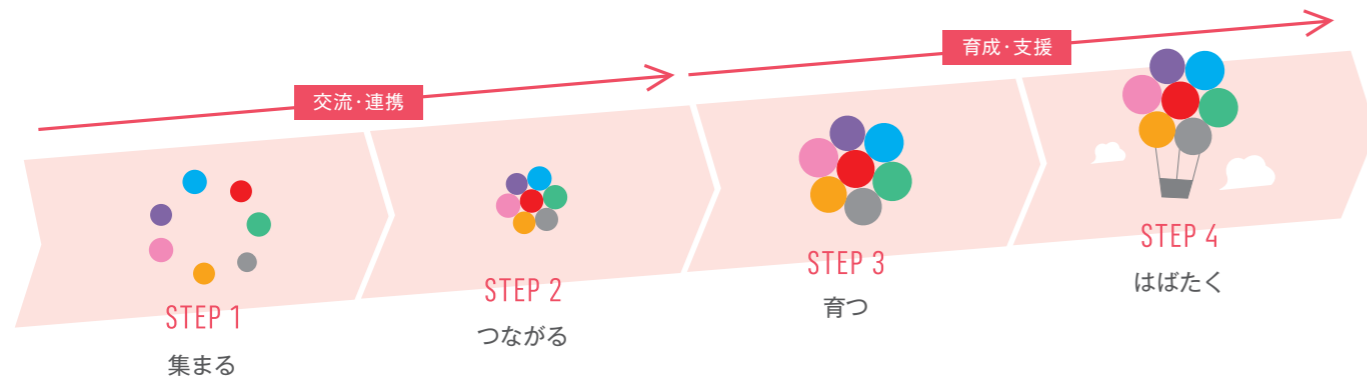 交流・連携
育成・支援
STEP 1
集まる
STEP 2
つながる
STEP 3
育つ
STEP 4
はばたく